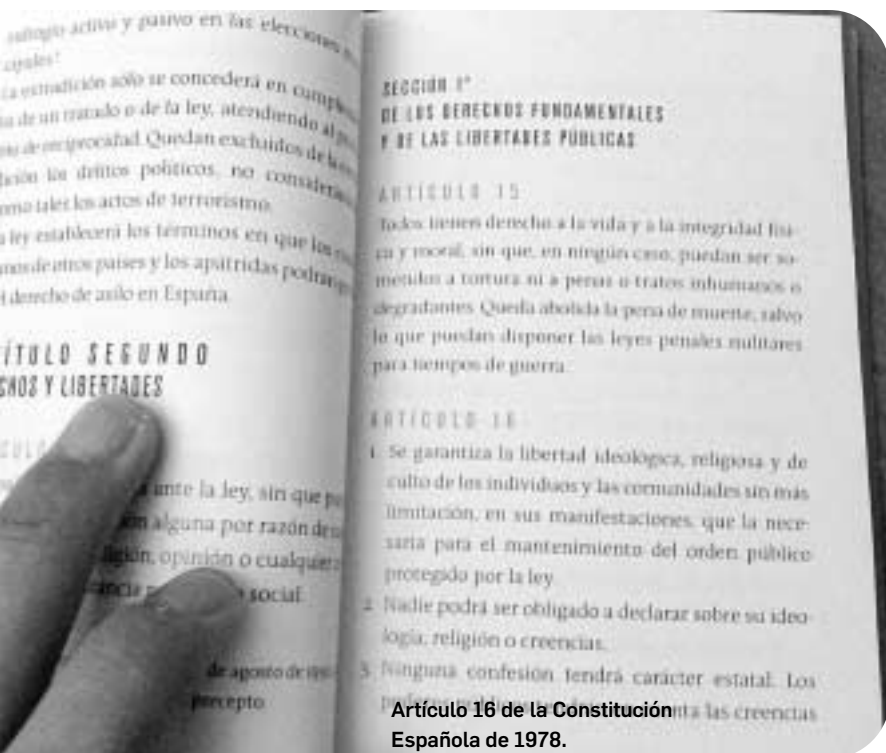 sufragio activo y pasivo en las elecciones
cipales.¹
La extradición sólo se concederá en cumpl
to de un tratado o de la ley, atendiendo al
de reciprocidad. Quedan excluidos de la
dición los delitos políticos, no consideran
como tales los actos de terrorismo.
a ley establecerá los términos en que los
nos de otros países y los apátridas podrán
el derecho de asilo en España.
ÍTULO SEGUNDO
CHOS Y LIBERTADES
CULO
ante la ley, sin que
alguna por razón de
religión, opinión o cualquier
social.
de agosto de
precepto
SECCIÓN 1ª
DE LOS DERECHOS FUNDAMENTALES
Y DE LAS LIBERTADES PÚBLICAS
ARTÍCULO 15
Todos tienen derecho a la vida y a la integridad físi-
ca y moral, sin que, en ningún caso, puedan ser so-
metidos a tortura ni a penas o tratos inhumanos o
degradantes. Queda abolida la pena de muerte, salvo
lo que puedan disponer las leyes penales militares
para tiempos de guerra.
ARTÍCULO 16
1. Se garantiza la libertad ideológica, religiosa y de
culto de los individuos y las comunidades sin más
limitación, en sus manifestaciones, que la nece-
saria para el mantenimiento del orden público
protegido por la ley.
2. Nadie podrá ser obligado a declarar sobre su ideo-
logía, religión o creencias.
3. Ninguna confesión tendrá carácter estatal. Los
las creencias
Artículo 16 de la Constitución
Española de 1978.